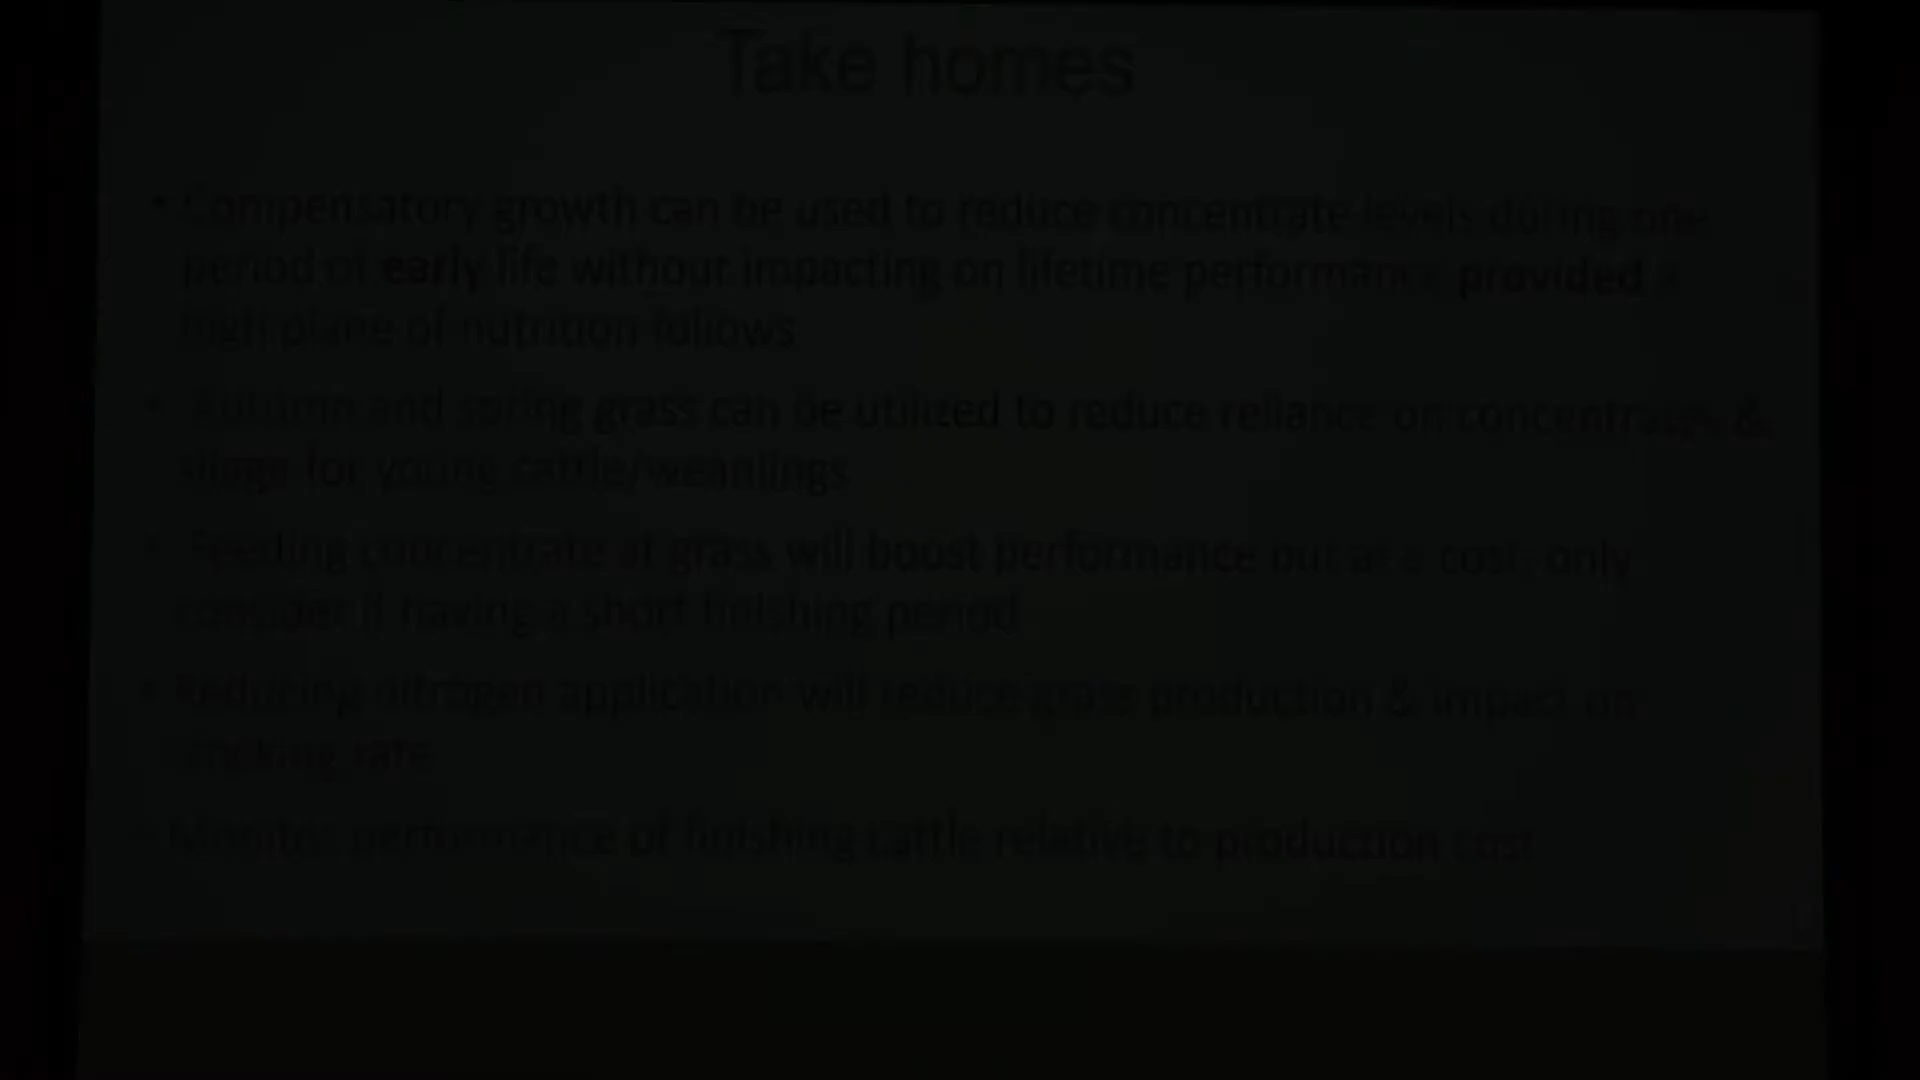 Take homes
• Compensatory growth can be used to reduce concentrate levels during one
period of early life without impacting on lifetime performance provided a
high plane of nutrition follows
• Autumn and spring grass can be utilized to reduce reliance on concentrates &
silage for young cattle/weanlings
• Feeding concentrate at grass will boost performance but at a cost, only
consider if having a short finishing period
• Reducing nitrogen application will reduce grass production & impact on
stocking rate
• Monitor performance of finishing cattle relative to production cost